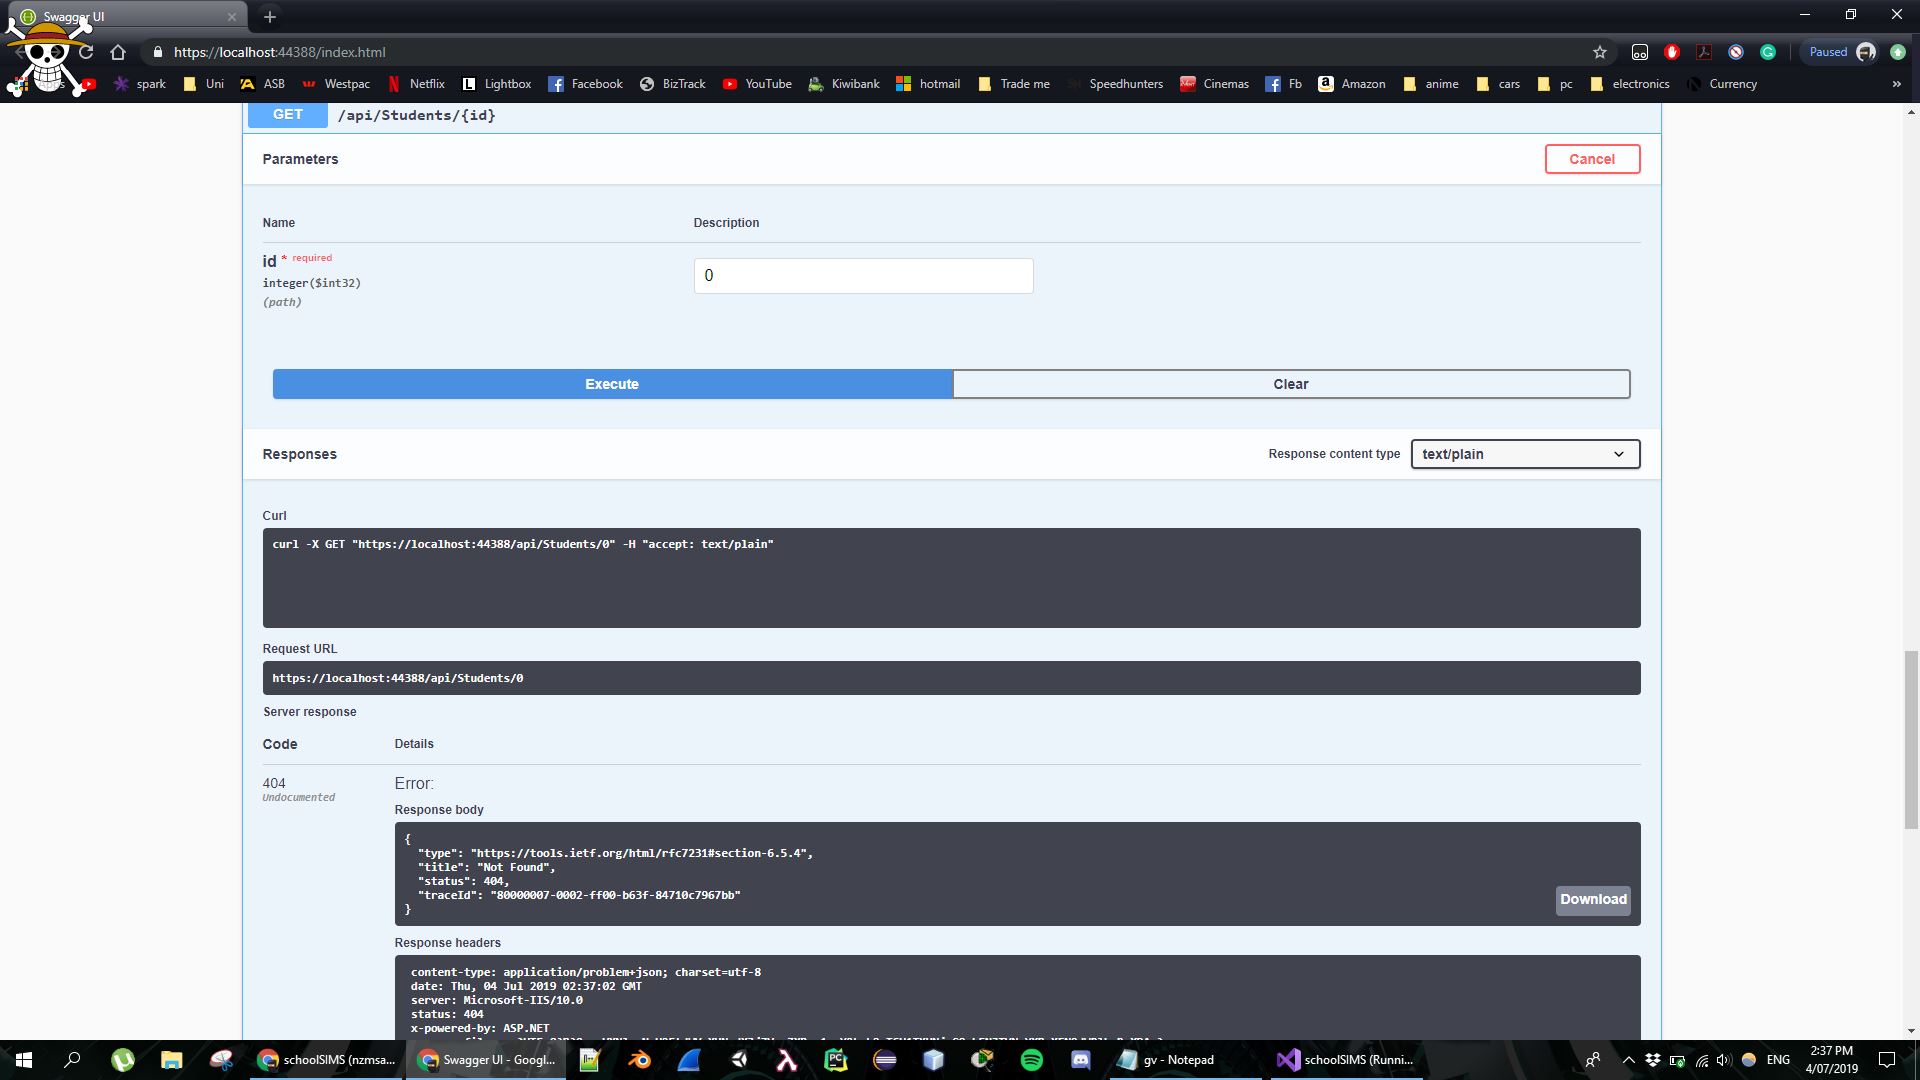 Swagger UI
https://localhost:44388/index.html
Paused
Apps
spark
Uni
ASB
Westpac
Netflix
Lightbox
Facebook
BizTrack
YouTube
Kiwibank
hotmail
Trade me
Speedhunters
Cinemas
Fb
Amazon
anime
cars
pc
electronics
Currency
»
GET /api/Students/{id}
Parameters
Cancel
Name Description
id * required
integer($int32)
(path)
0
Execute
Clear
Responses
Response content type
text/plain
Curl
curl -X GET "https://localhost:44388/api/Students/0" -H "accept: text/plain"
Request URL
https://localhost:44388/api/Students/0
Server response
Code Details
404
Undocumented
Error:
Response body
{
"type": "https://tools.ietf.org/html/rfc7231#section-6.5.4",
"title": "Not Found",
"status": 404,
"traceId": "80000007-0002-ff00-b63f-84710c7967bb"
}
Download
Response headers
content-type: application/problem+json; charset=utf-8
date: Thu, 04 Jul 2019 02:37:02 GMT
server: Microsoft-IIS/10.0
status: 404
x-powered-by: ASP.NET
schoolSIMS (nzmsa...
Swagger UI - Googl...
gv - Notepad
schoolSIMS (Runni...
ENG
2:37 PM
4/07/2019